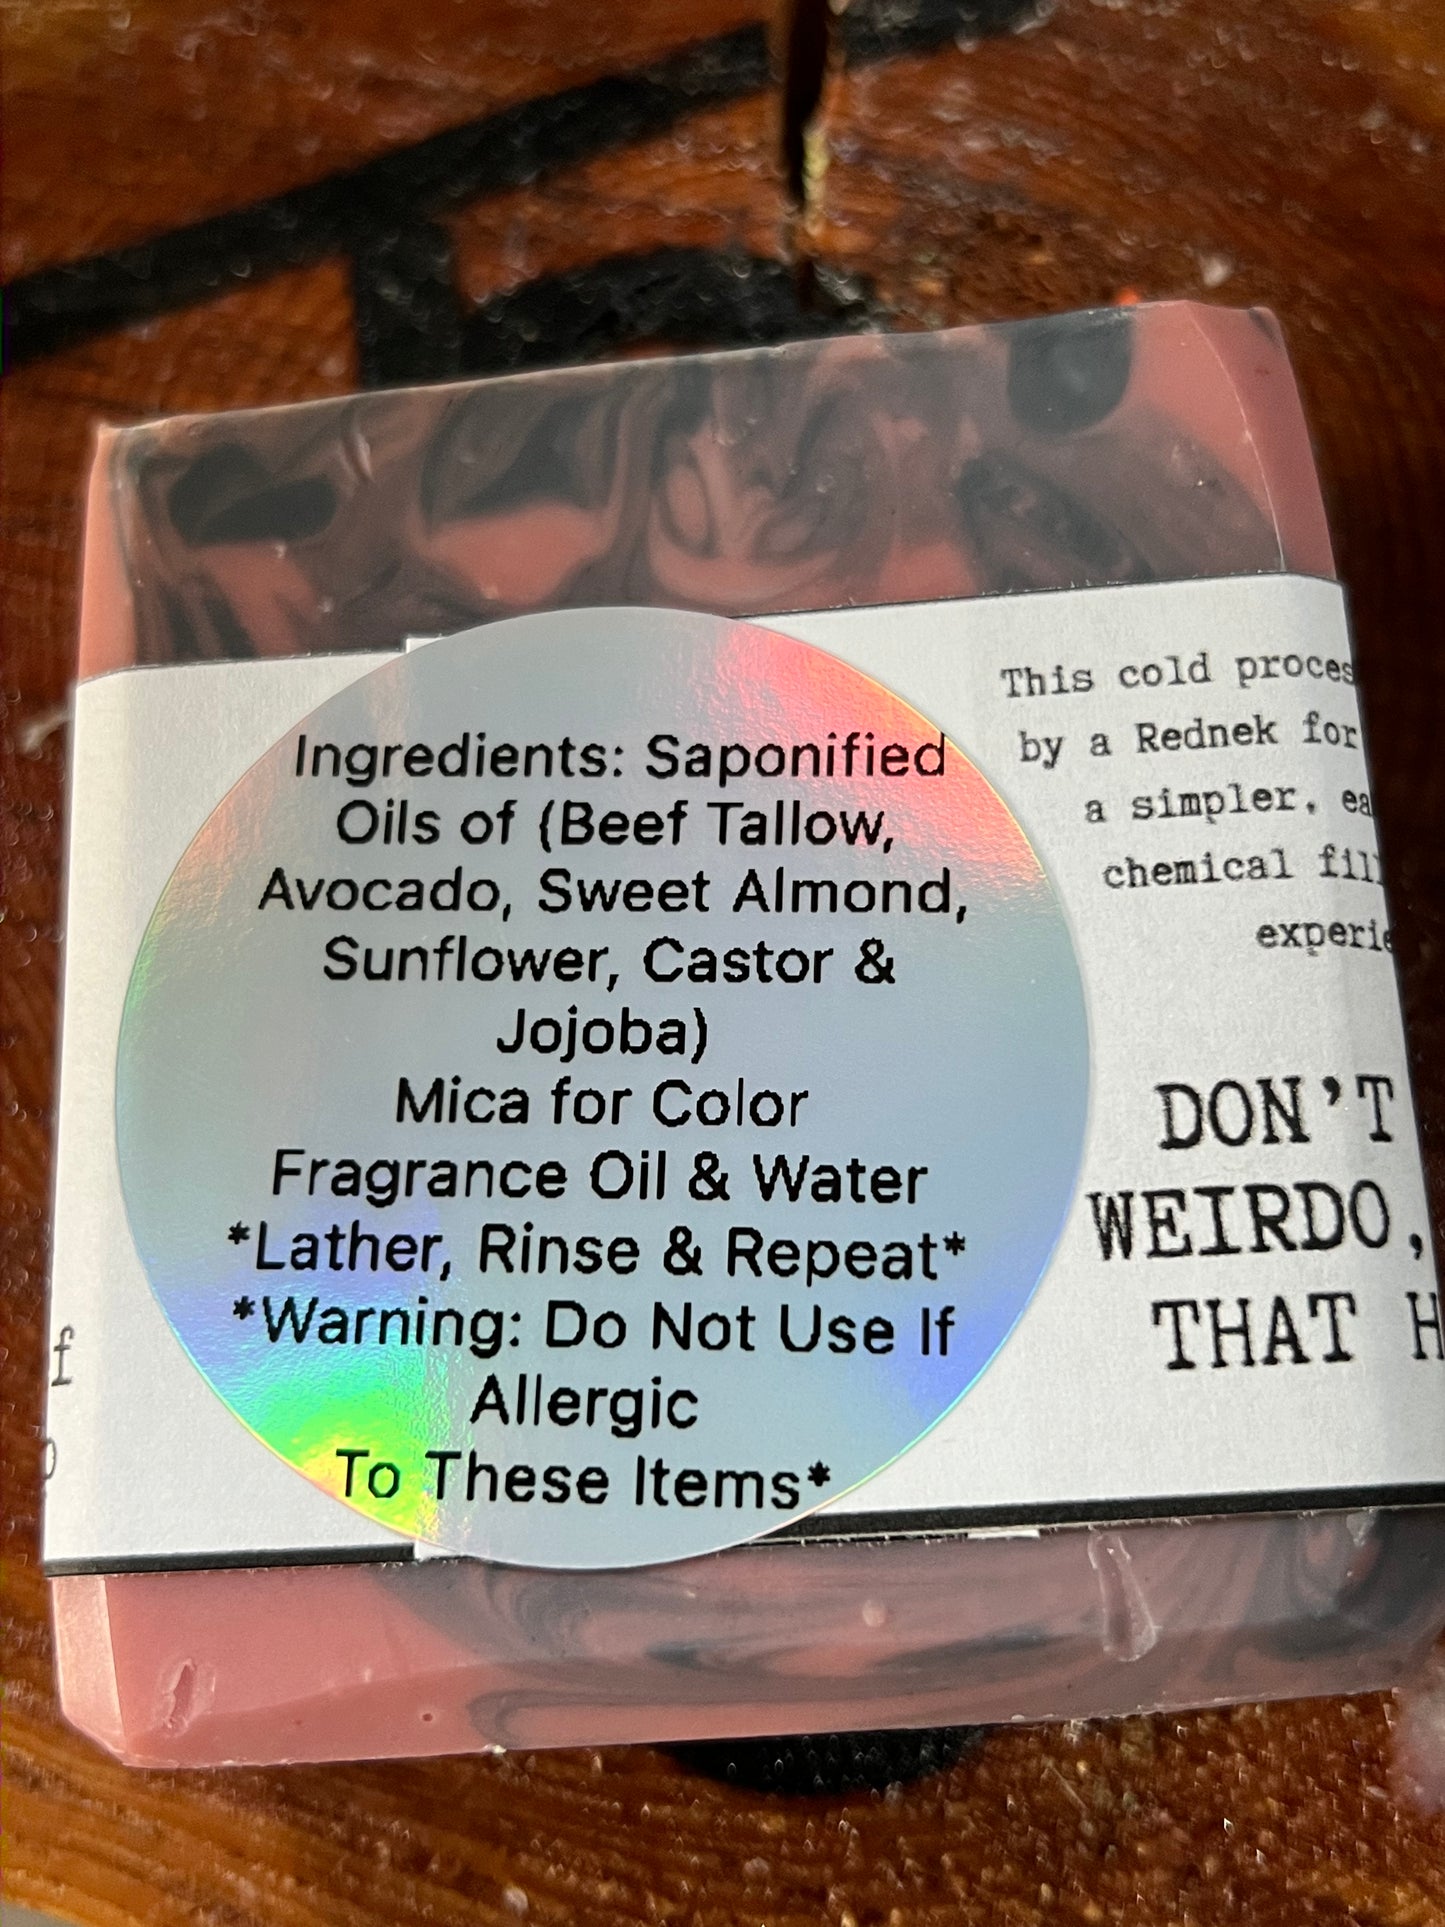 Ingredients: Saponified
Oils of (Beef Tallow,
Avocado, Sweet Almond,
Sunflower, Castor &
Jojoba)
Mica for Color
Fragrance Oil & Water
*Lather, Rinse & Repeat*
*Warning: Do Not Use If
Allergic
To These Items*
This cold
by a Rednek for
a simpler,
chemical
DON'T
WEIRDO,
THAT